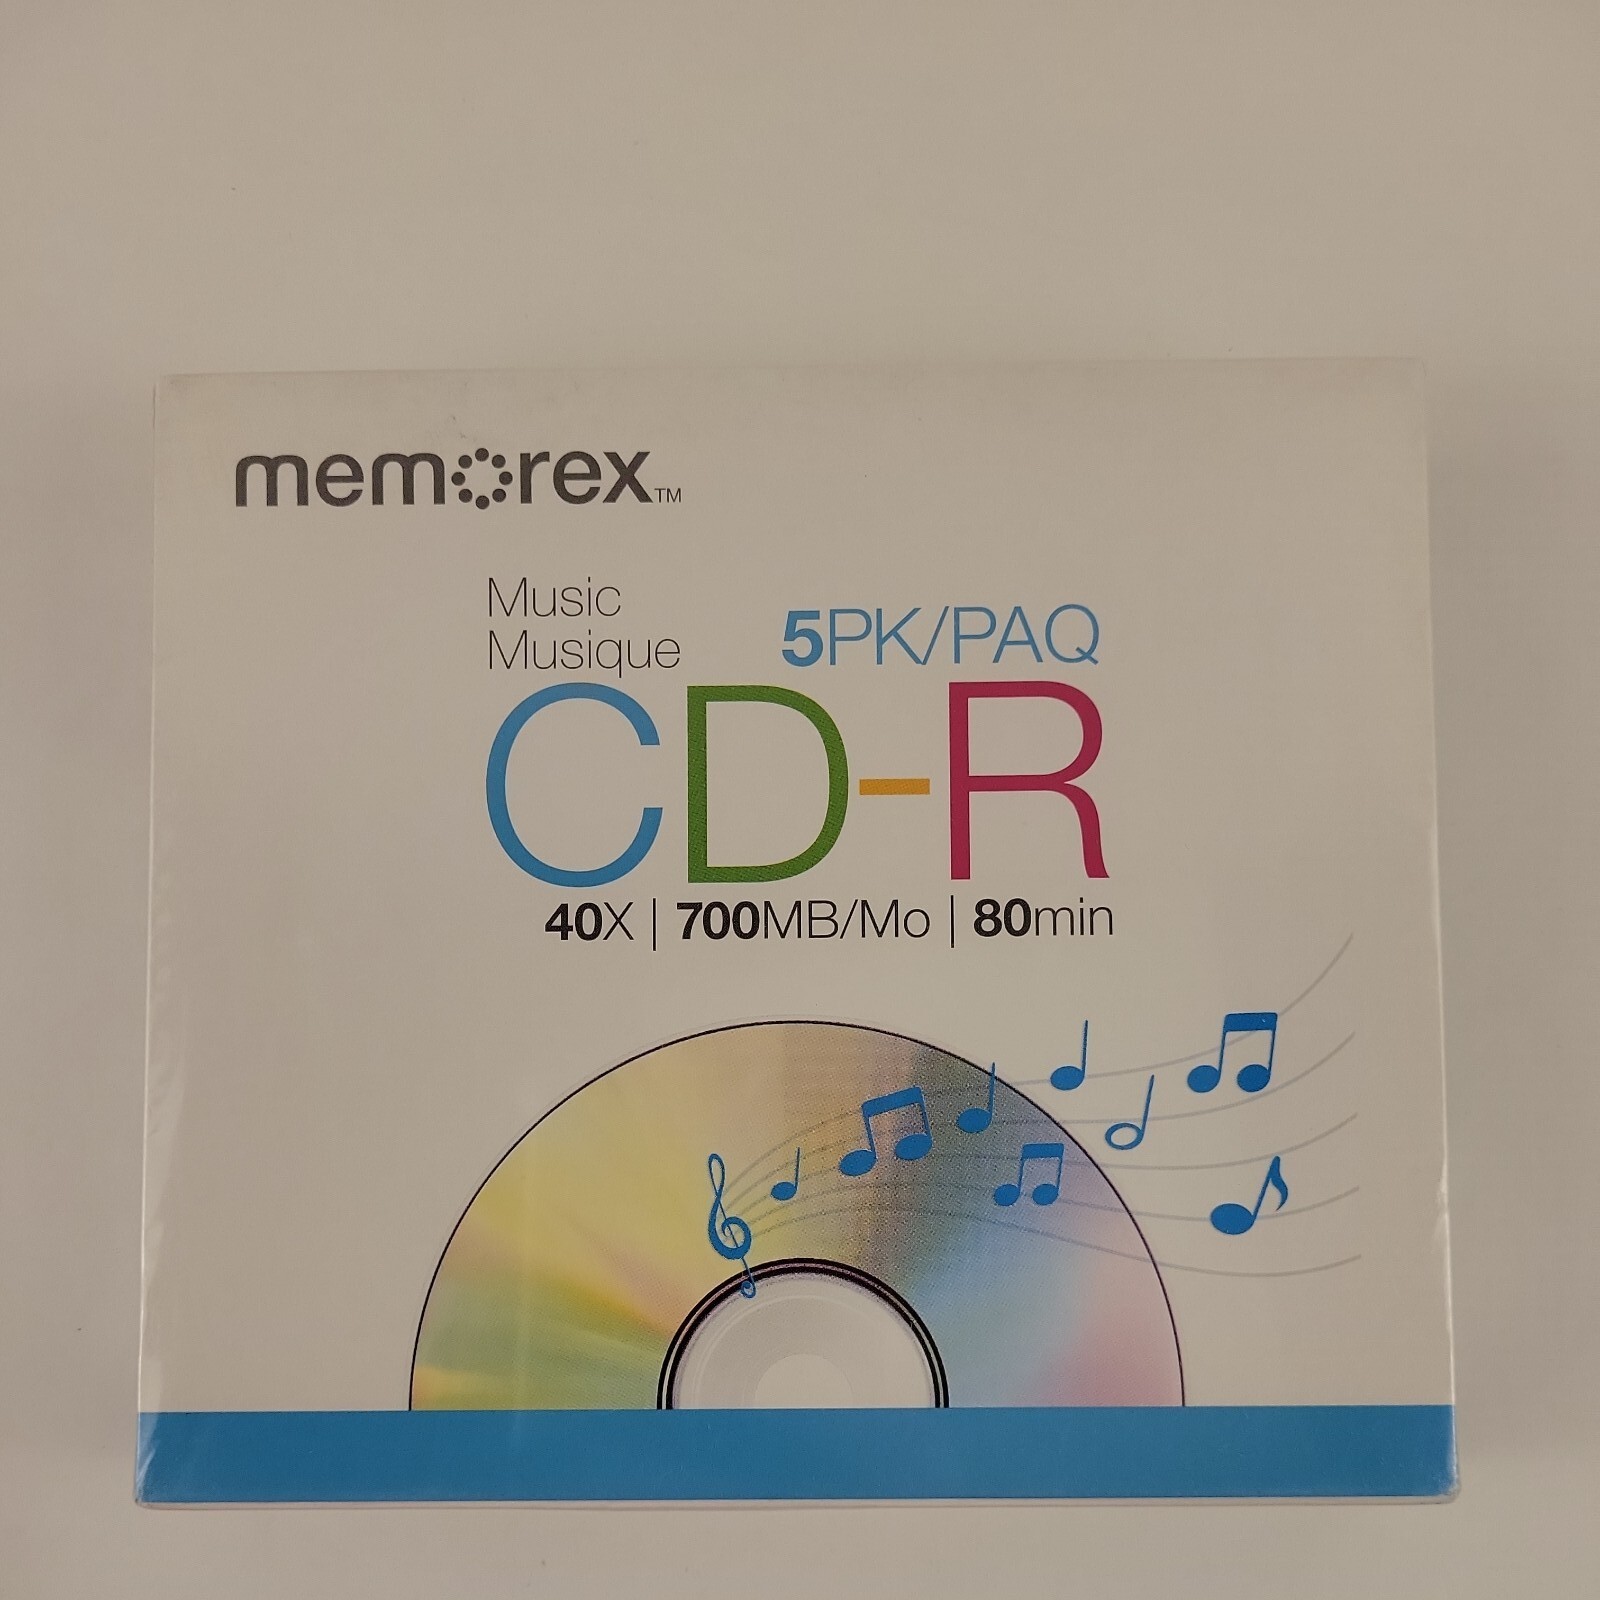 memorex™
Music
Musique
5PK/PAQ
CD-R
40X | 700MB/Mo | 80min